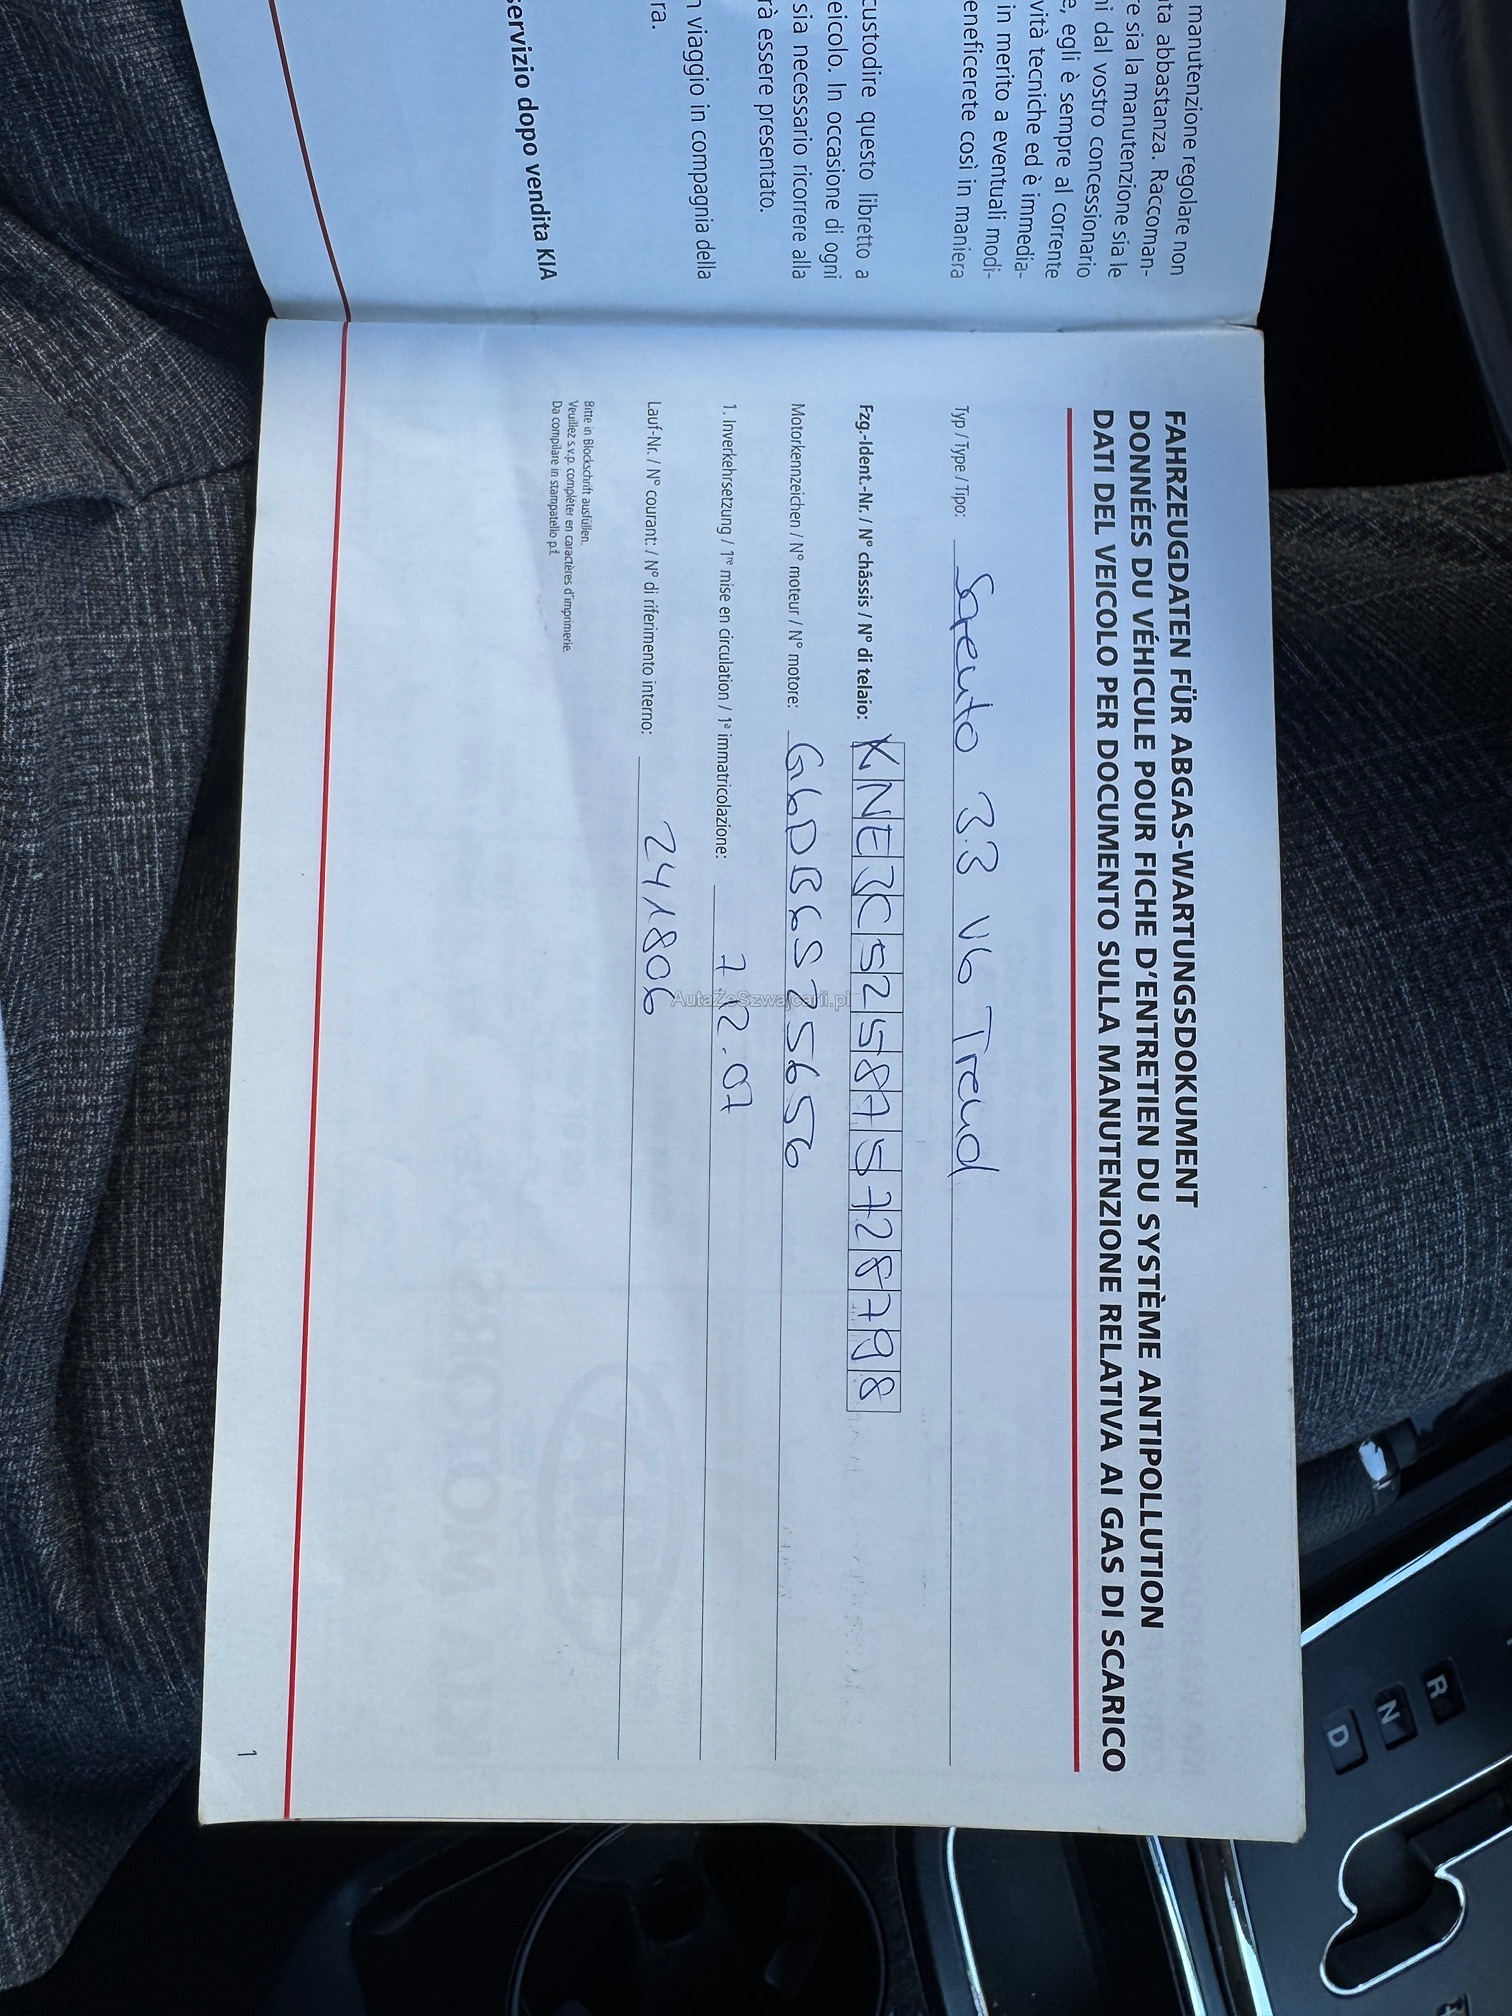 manutenzione regolare non
ta abbastanza. Raccoman-
re sia la manutenzione sia le
ni dal vostro concessionario
e, egli è sempre al corrente
vità tecniche ed è immedia-
in merito a eventuali modi-
eneficerete così in maniera
custodire questo libretto a
eicolo. In occasione di ogni
sia necessario ricorrere alla
rà essere presentato.
n viaggio in compagnia della
ra.
servizio dopo vendita KIA
FAHRZEUGDATEN FÜR ABGAS-WARTUNGSDOKUMENT
DONNÉES DU VÉHICULE POUR FICHE D'ENTRETIEN DU SYSTÈME ANTIPOLLUTION
DATI DEL VEICOLO PER DOCUMENTO SULLA MANUTENZIONE RELATIVA AI GAS DI SCARICO
Typ / Type / Tipo: Sorento 3.3 V6 Trend
Fzg.-Ident.-Nr. / N° châssis / N° di telaio: KNEJC525875728798
Motorkennzeichen / N° moteur / N° motore: G6DB6S275656
1. Inverkehrsetzung / 1re mise en circulation / 1a immatricolazione: 7.12.07
Lauf-Nr. / N° courant: / N° di riferimento interno: 241806
Bitte in Blockschrift ausfüllen.
Veuillez s.v.p. compléter en caractères d'imprimerie.
Da compilare in stampatello p.f.
1
AutaZeSzwajcarii.pl
R
N
D